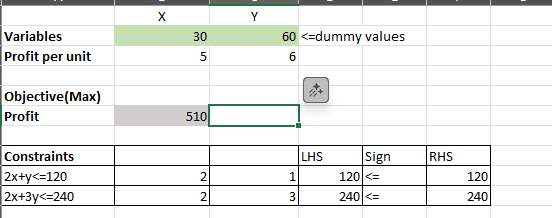 X Y
Variables 30 60 <=dummy values
Profit per unit 5 6
Objective(Max)
Profit 510
Constraints LHS Sign RHS
2x+y<=120 2 1 120 <= 120
2x+3y<=240 2 3 240 <= 240